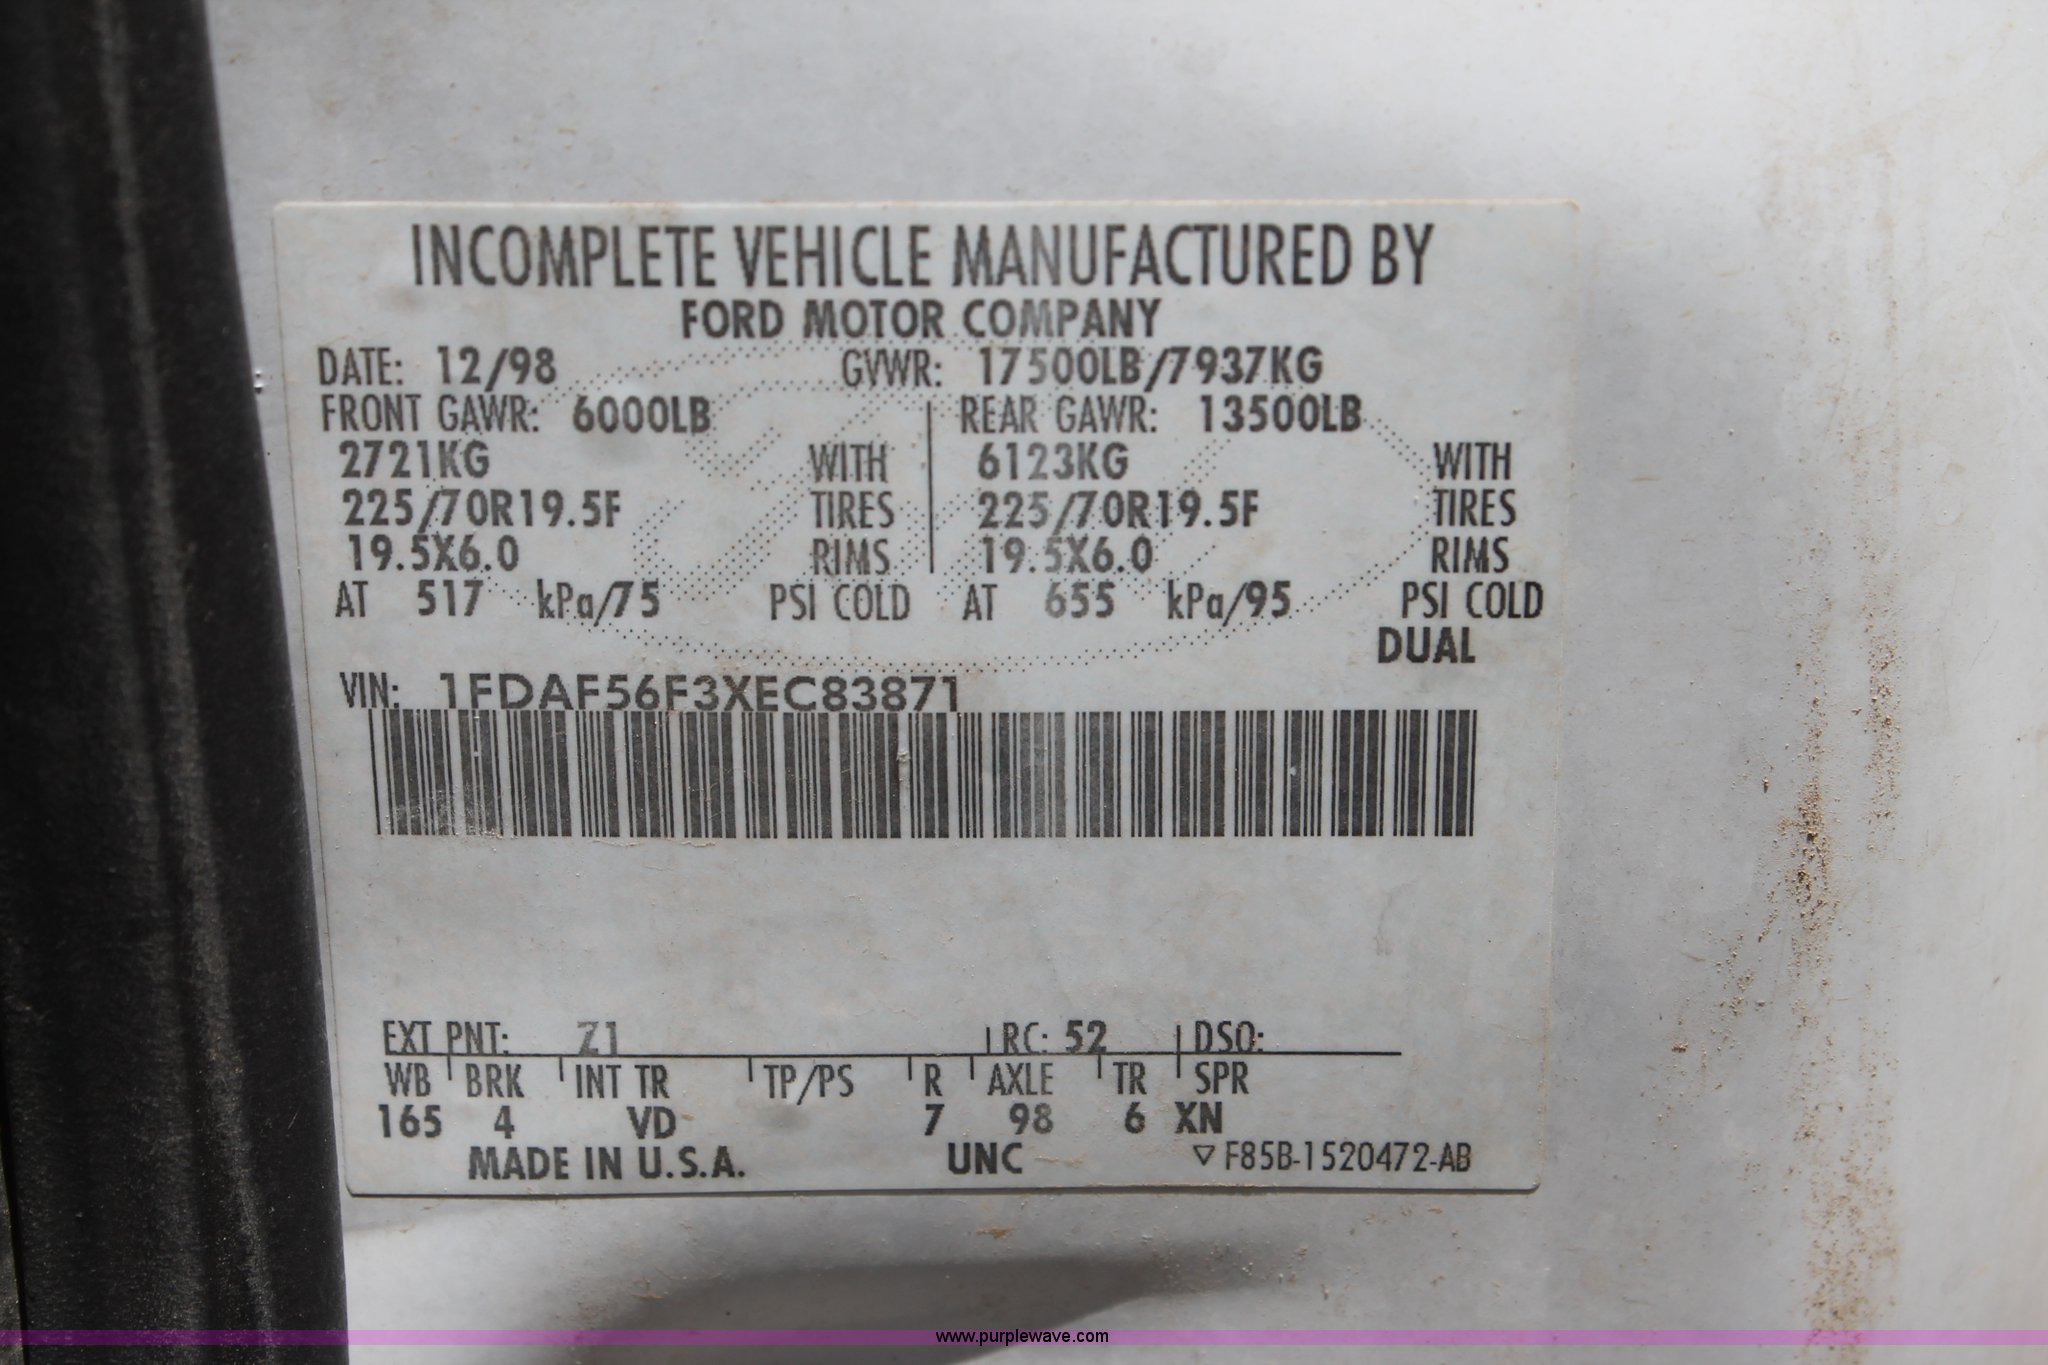 INCOMPLETE VEHICLE MANUFACTURED BY
FORD MOTOR COMPANY
DATE: 12/98 GVWR: 17500LB/7937KG
FRONT GAWR: 6000LB REAR GAWR: 13500LB
2721KG WITH 6123KG WITH
225/70R19.5F TIRES 225/70R19.5F TIRES
19.5X6.0 RIMS 19.5X6.0 RIMS
AT 517 kPa/75 PSI COLD AT 655 kPa/95 PSI COLD
DUAL
VIN: 1FDAF56F3XEC83871
EXT PNT: Z1 RC: 52 DSO:
WB BRK INT TR TP/PS R AXLE TR SPR
165 4 VD 7 98 6 XN
MADE IN U.S.A. UNC ▽ F85B-1520472-AB
www.purplewave.com